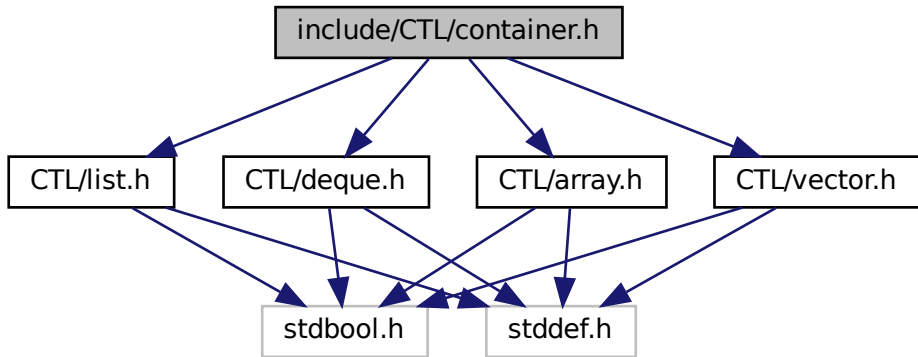 include/CTL/container.h
CTL/list.h
CTL/deque.h
CTL/array.h
CTL/vector.h
stdbool.h
stddef.h